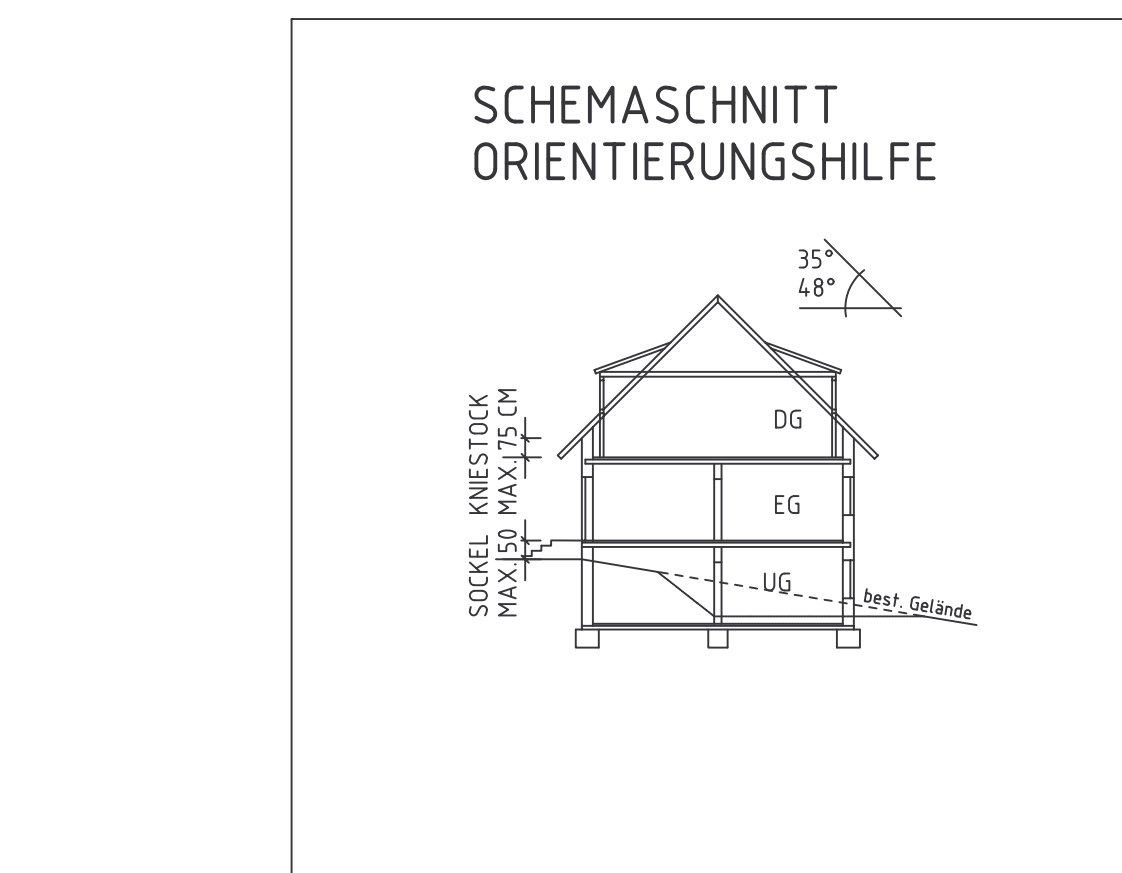 SCHEMASCHNITT
ORIENTIERUNGSHILFE
35°
48°
KNIESTOCK
MAX. 75 CM
SOCKEL
MAX. 50
DG
EG
UG
best. Gelände